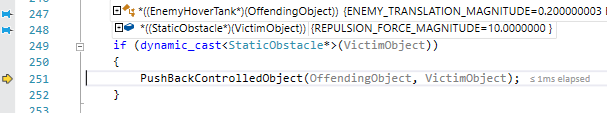 *((EnemyHoverTank*)(OffendingObject)) {ENEMY_TRANSLATION_MAGNITUDE=0.200000003
247
248 *((StaticObstacle*)(VictimObject)) {REPULSION_FORCE_MAGNITUDE=10.0000000 }
249 if (dynamic_cast<StaticObstacle*>(VictimObject))
250 {
251 PushBackControlledObject(OffendingObject, VictimObject); ≤ 1ms elapsed
252 }
253